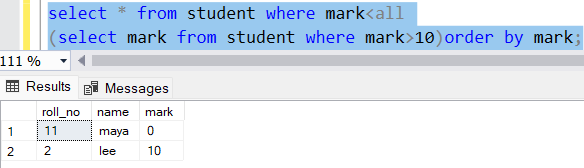 select * from student where mark<all
(select mark from student where mark>10)order by mark;
111 %
Results Messages
roll_no name mark
1 11 maya 0
2 2 lee 10